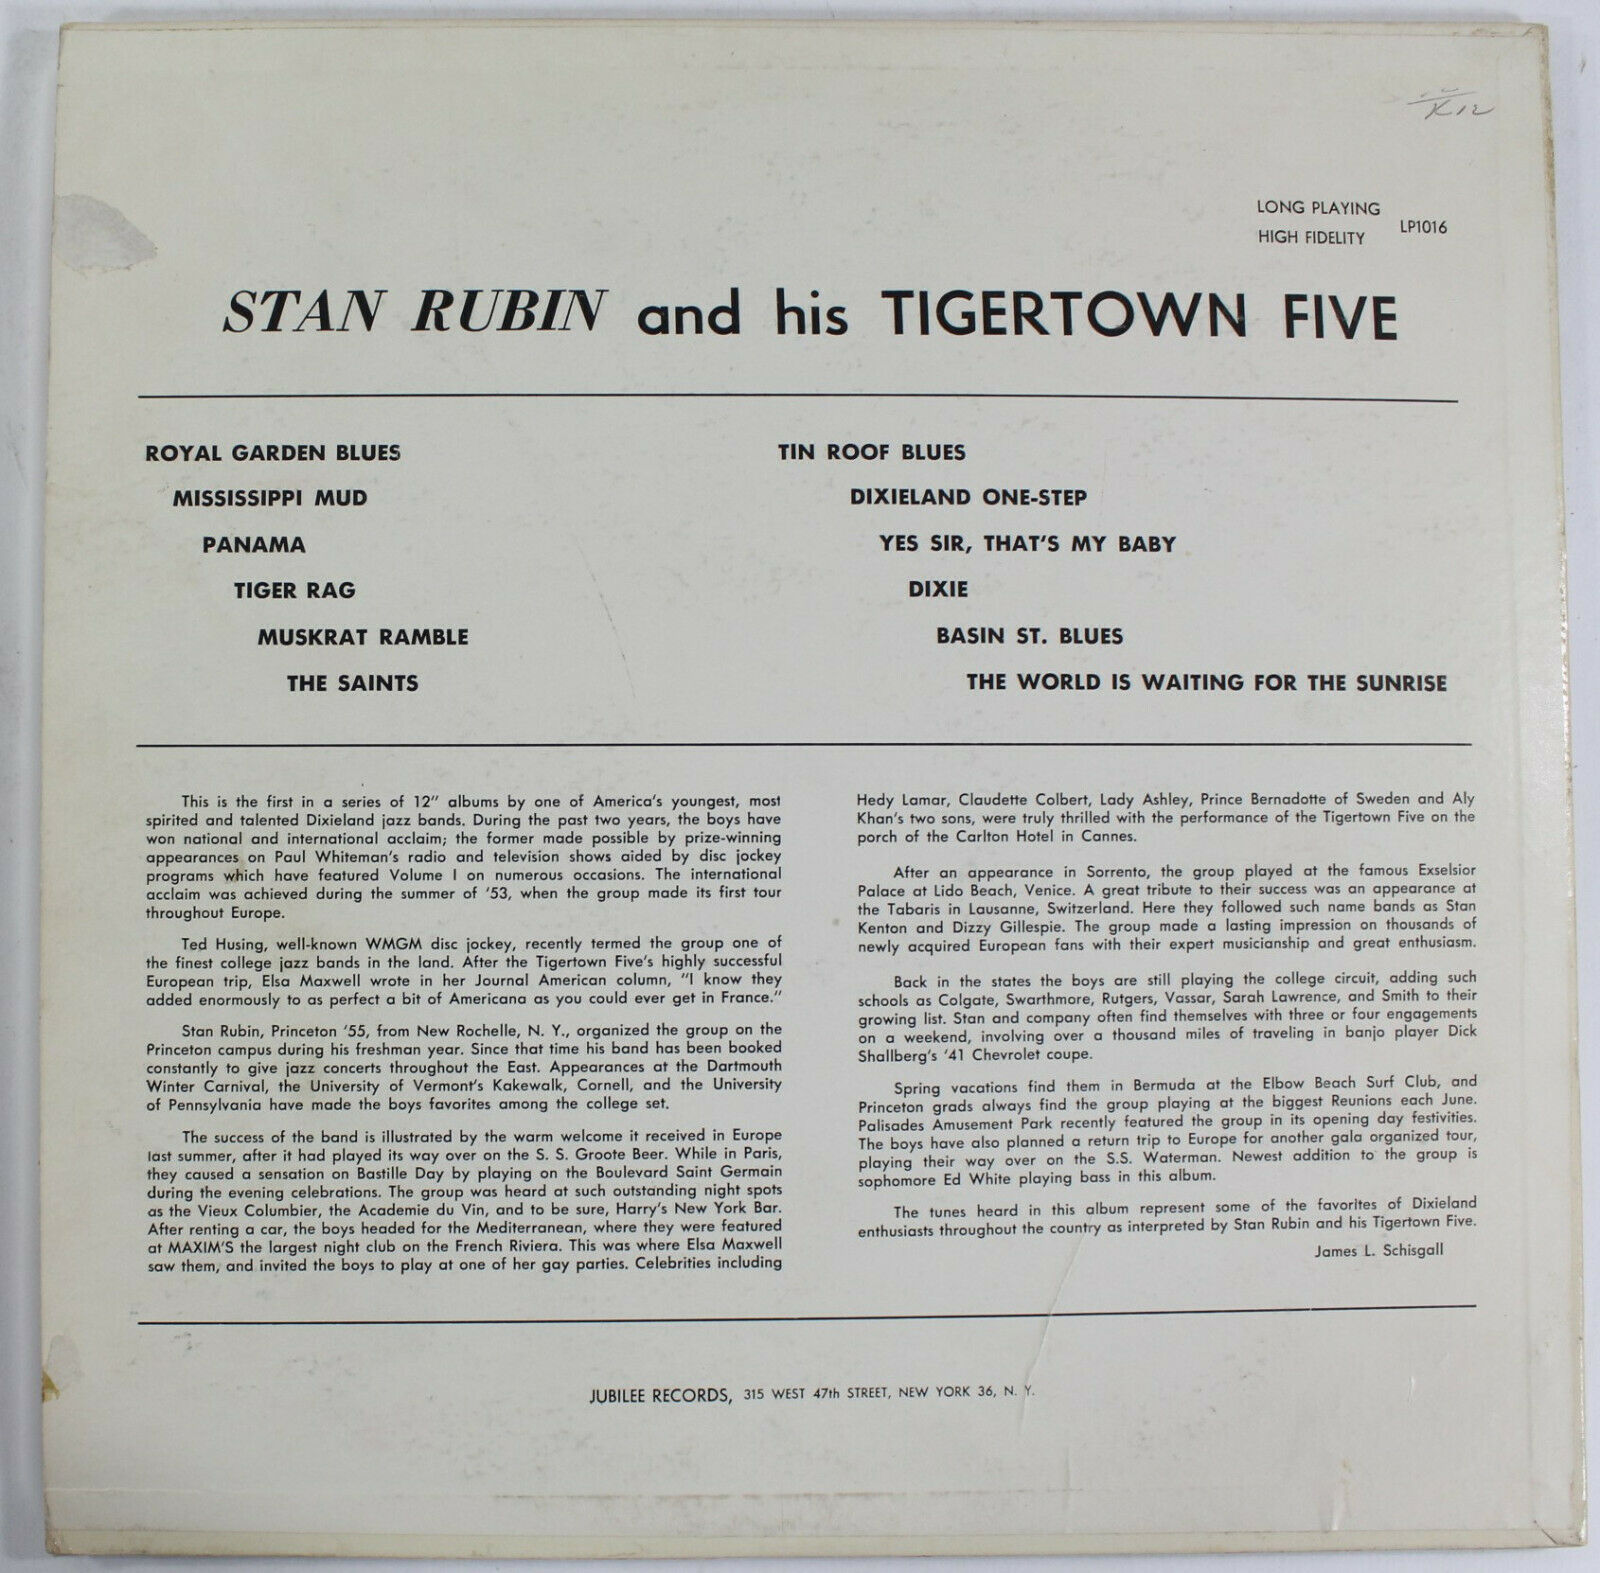 LONG PLAYING
HIGH FIDELITY
LP1016
STAN RUBIN and his TIGERTOWN FIVE
ROYAL GARDEN BLUES
MISSISSIPPI MUD
PANAMA
TIGER RAG
MUSKRAT RAMBLE
THE SAINTS
TIN ROOF BLUES
DIXIELAND ONE-STEP
YES SIR, THAT'S MY BABY
DIXIE
BASIN ST. BLUES
THE WORLD IS WAITING FOR THE SUNRISE
This is the first in a series of 12" albums by one of America's youngest, most
spirited and talented Dixieland jazz bands. During the past two years, the boys have
won national and international acclaim; the former made possible by prize-winning
appearances on Paul Whiteman's radio and television shows aided by disc jockey
programs which have featured Volume I on numerous occasions. The international
acclaim was achieved during the summer of '53, when the group made its first tour
throughout Europe.
Ted Husing, well-known WMGM disc jockey, recently termed the group one of
the finest college jazz bands in the land. After the Tigertown Five's highly successful
European trip, Elsa Maxwell wrote in her Journal American column, "I know they
added enormously to as perfect a bit of Americana as you could ever get in France."
Stan Rubin, Princeton '55, from New Rochelle, N. Y., organized the group on the
Princeton campus during his freshman year. Since that time his band has been booked
constantly to give jazz concerts throughout the East. Appearances at the Dartmouth
Winter Carnival, the University of Vermont's Kakewalk, Cornell, and the University
of Pennsylvania have made the boys favorites among the college set.
The success of the band is illustrated by the warm welcome it received in Europe
last summer, after it had played its way over on the S. S. Groote Beer. While in Paris,
they caused a sensation on Bastille Day by playing on the Boulevard Saint Germain
during the evening celebrations. The group was heard at such outstanding night spots
as the Vieux Columbier, the Academie du Vin, and to be sure, Harry's New York Bar.
After renting a car, the boys headed for the Mediterranean, where they were featured
at MAXIM'S the largest night club on the French Riviera. This was where Elsa Maxwell
saw them, and invited the boys to play at one of her gay parties. Celebrities including
Hedy Lamar, Claudette Colbert, Lady Ashley, Prince Bernadotte of Sweden and Aly
Khan's two sons, were truly thrilled with the performance of the Tigertown Five on the
porch of the Carlton Hotel in Cannes.
After an appearance in Sorrento, the group played at the famous Exselsior
Palace at Lido Beach, Venice. A great tribute to their success was an appearance at
the Tabaris in Lausanne, Switzerland. Here they followed such name bands as Stan
Kenton and Dizzy Gillespie. The group made a lasting impression on thousands of
newly acquired European fans with their expert musicianship and great enthusiasm.
Back in the states the boys are still playing the college circuit, adding such
schools as Colgate, Swarthmore, Rutgers, Vassar, Sarah Lawrence, and Smith to their
growing list. Stan and company often find themselves with three or four engagements
on a weekend, involving over a thousand miles of traveling in banjo player Dick
Shallberg's '41 Chevrolet coupe.
Spring vacations find them in Bermuda at the Elbow Beach Surf Club, and
Princeton grads always find the group playing at the biggest Reunions each June.
Palisades Amusement Park recently featured the group in its opening day festivities.
The boys have also planned a return trip to Europe for another gala organized tour,
playing their way over on the S.S. Waterman. Newest addition to the group is
sophomore Ed White playing bass in this album.
The tunes heard in this album represent some of the favorites of Dixieland
enthusiasts throughout the country as interpreted by Stan Rubin and his Tigertown Five.
James L. Schisgall
JUBILEE RECORDS, 315 WEST 47th STREET, NEW YORK 36, N. Y.